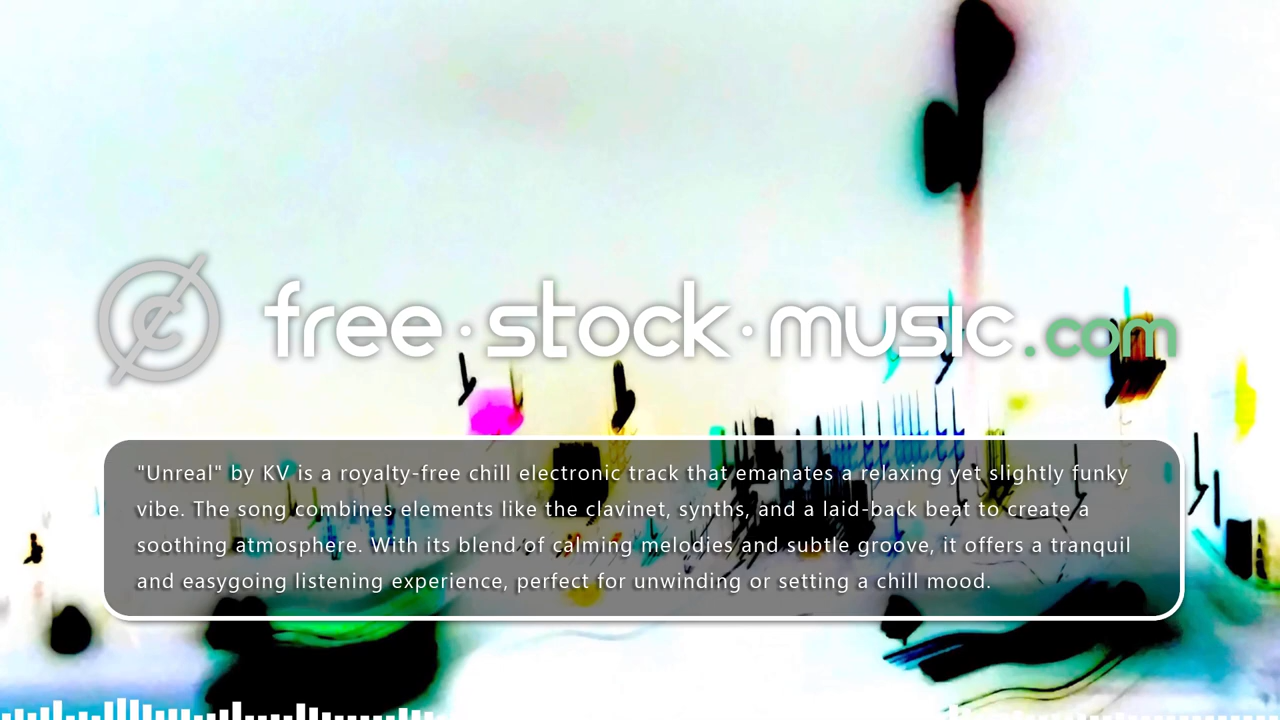 free·stock·music.com
"Unreal" by KV is a royalty-free chill electronic track that emanates a relaxing yet slightly funky
vibe. The song combines elements like the clavinet, synths, and a laid-back beat to create a
soothing atmosphere. With its blend of calming melodies and subtle groove, it offers a tranquil
and easygoing listening experience, perfect for unwinding or setting a chill mood.